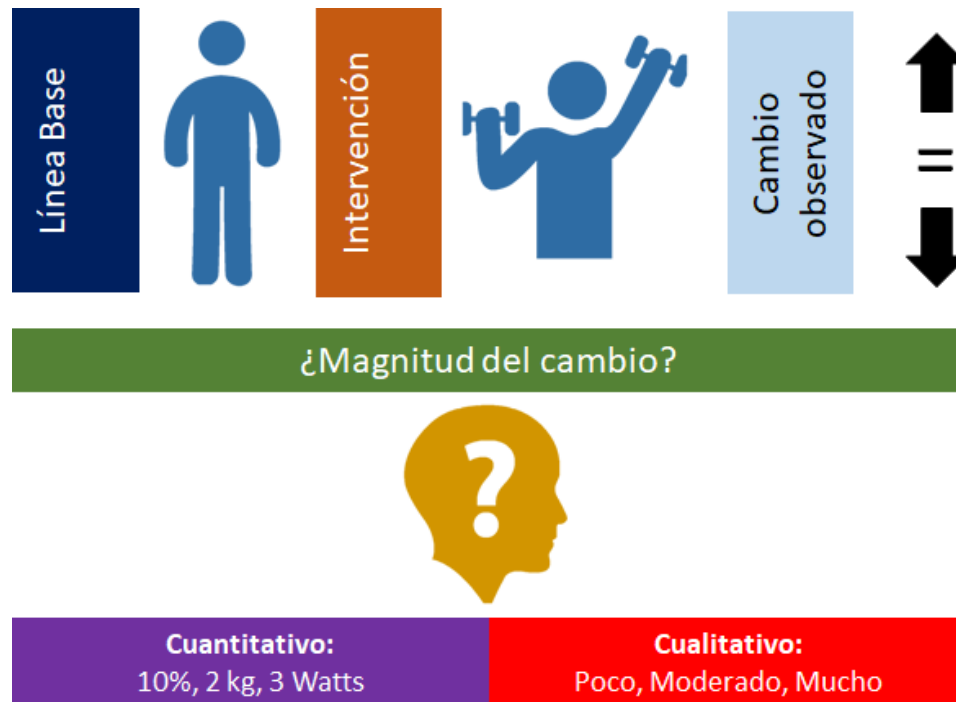 Línea Base
Intervención
Cambio
observado
=
¿Magnitud del cambio?
?
Cuantitativo:
10%, 2 kg, 3 Watts
Cualitativo:
Poco, Moderado, Mucho